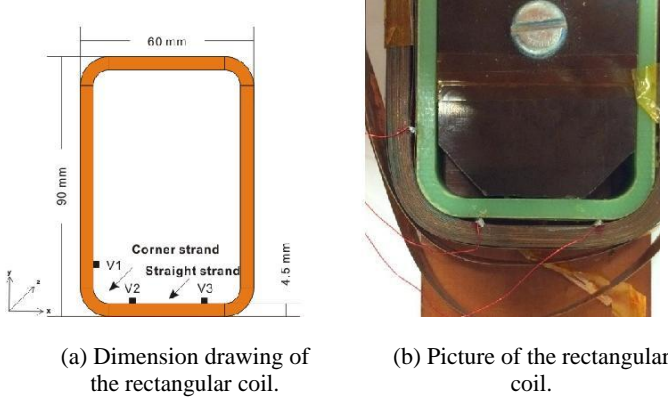 60 mm
90 mm
Corner strand
Straight strand
V1
V2
V3
4.5 mm
y
z
x
(a) Dimension drawing of
the rectangular coil.
(b) Picture of the rectangular
coil.